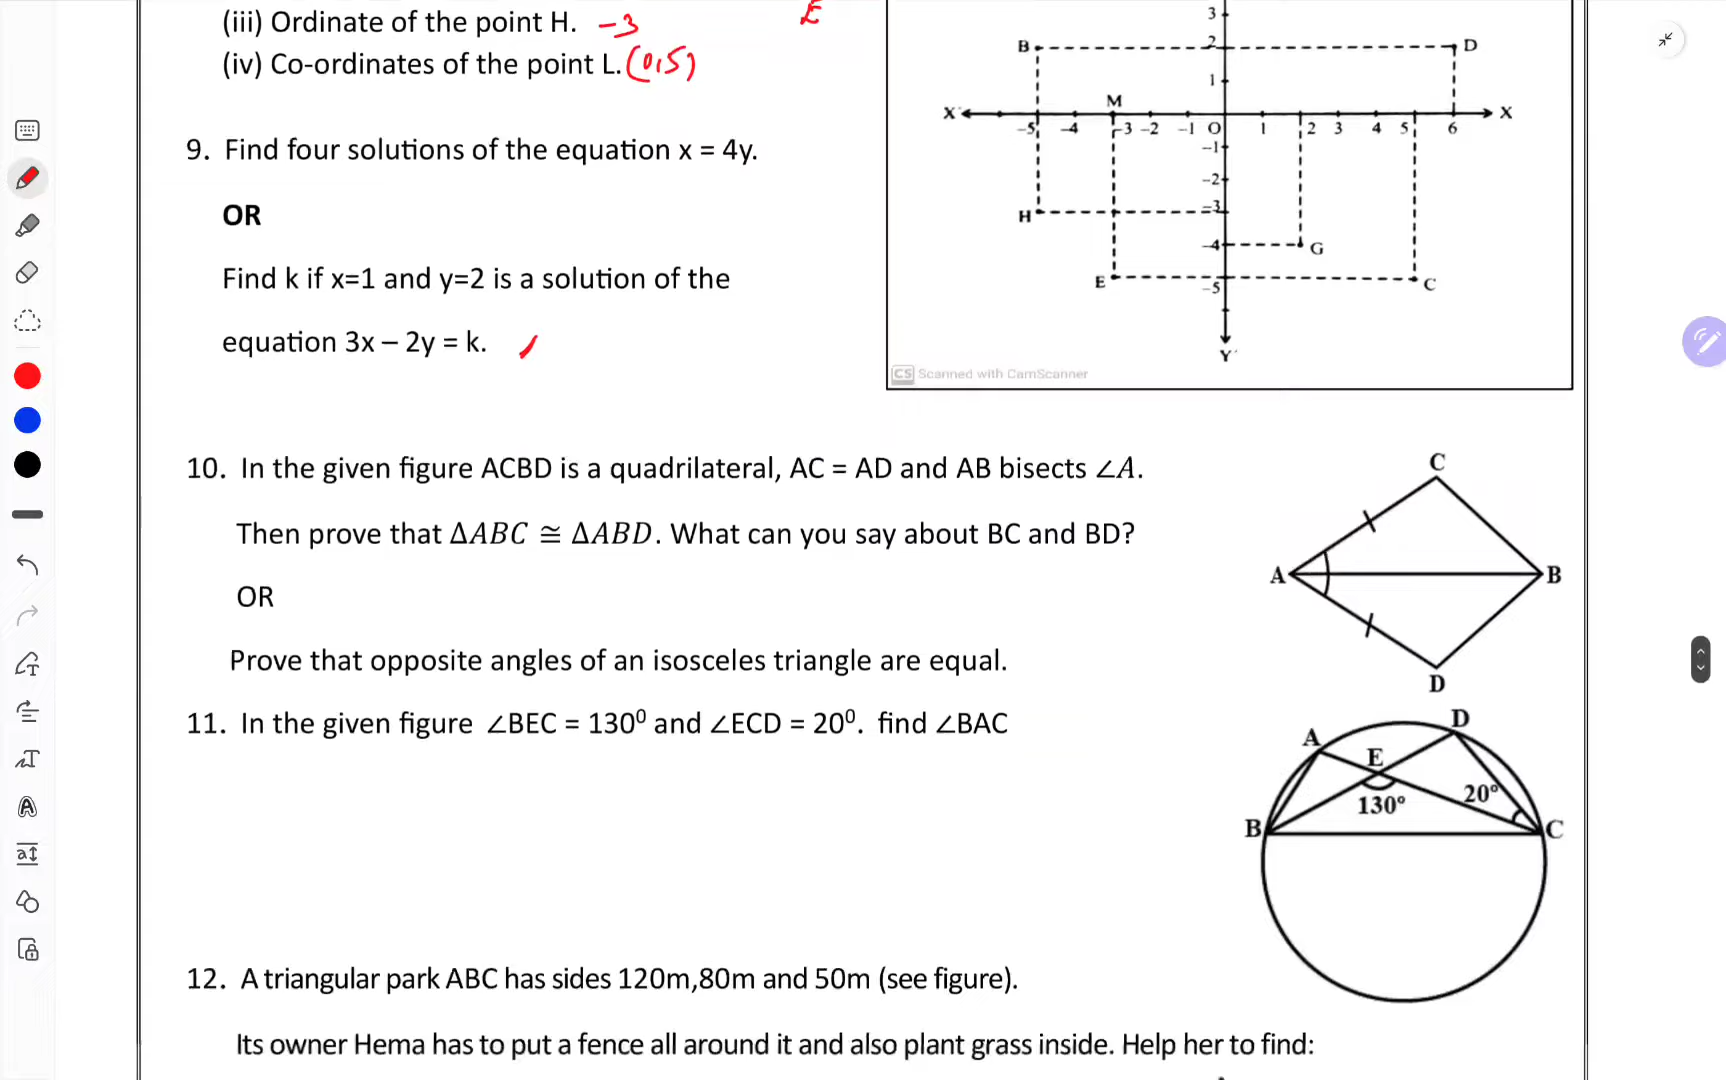 (iii) Ordinate of the point H. -3
E
(iv) Co-ordinates of the point L. (0,5)
3
B 2 D
1
M
X' -5 -4 -3 -2 -1 O 1 2 3 4 5 6 X
-1
-2
H -3
-4 G
E -5 C
Y'
CS Scanned with CamScanner
9. Find four solutions of the equation x = 4y.
OR
Find k if x=1 and y=2 is a solution of the
equation 3x – 2y = k.
10. In the given figure ACBD is a quadrilateral, AC = AD and AB bisects ∠A.
Then prove that ΔABC ≅ ΔABD. What can you say about BC and BD?
OR
Prove that opposite angles of an isosceles triangle are equal.
C
A B
D
11. In the given figure ∠BEC = 130⁰ and ∠ECD = 20⁰. find ∠BAC
A E D
130° 20°
B C
12. A triangular park ABC has sides 120m,80m and 50m (see figure).
Its owner Hema has to put a fence all around it and also plant grass inside. Help her to find: